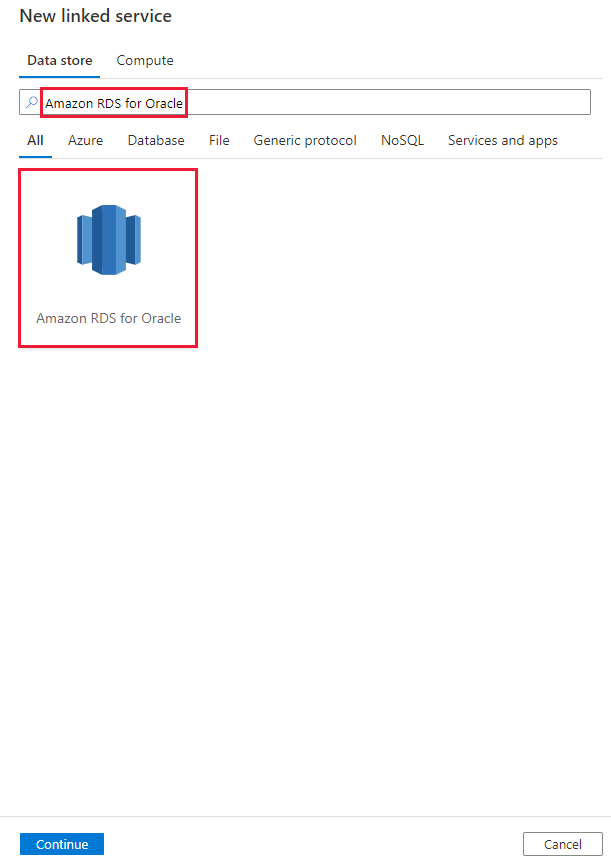 New linked service
Data store Compute
Amazon RDS for Oracle
All Azure Database File Generic protocol NoSQL Services and apps
Amazon RDS for Oracle
Continue Cancel